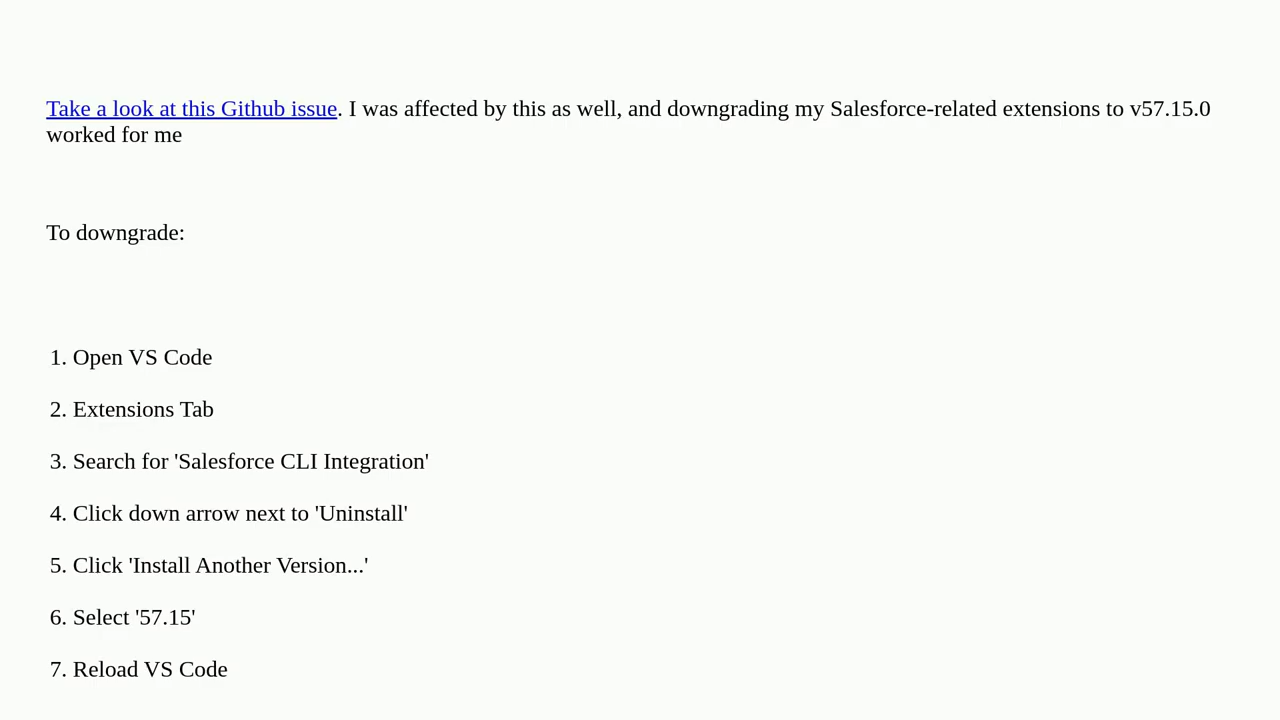 Take a look at this Github issue. I was affected by this as well, and downgrading my Salesforce-related extensions to v57.15.0
worked for me
To downgrade:
1. Open VS Code
2. Extensions Tab
3. Search for 'Salesforce CLI Integration'
4. Click down arrow next to 'Uninstall'
5. Click 'Install Another Version...'
6. Select '57.15'
7. Reload VS Code